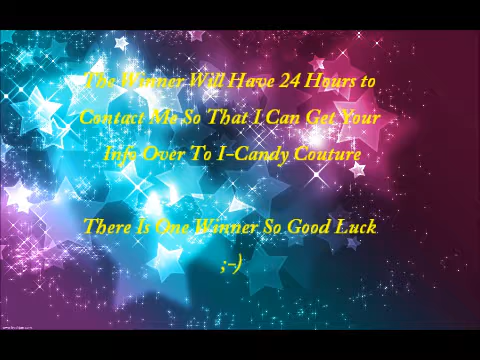 The Winner Will Have 24 Hours to
Contact Me So That I Can Get Your
Info Over To I-Candy Couture
There Is One Winner So Good Luck
;-)